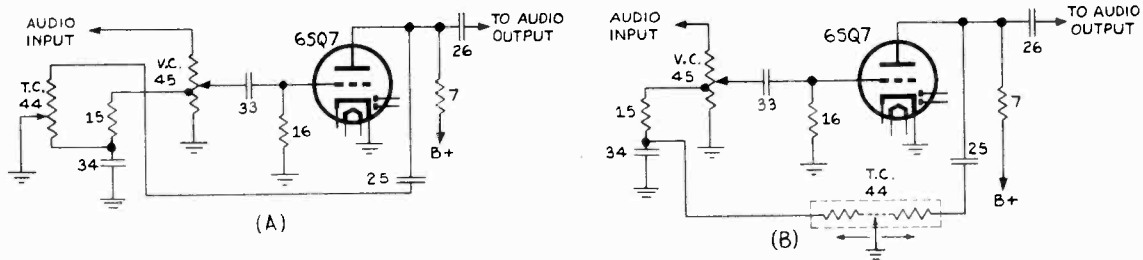 AUDIO
INPUT
V.C.
45
T.C.
44
15
34
33
16
6SQ7
26
TO AUDIO
OUTPUT
7
B+
25
(A)
AUDIO
INPUT
V.C.
45
15
34
33
16
6SQ7
26
TO AUDIO
OUTPUT
7
B+
25
T.C.
44
(B)